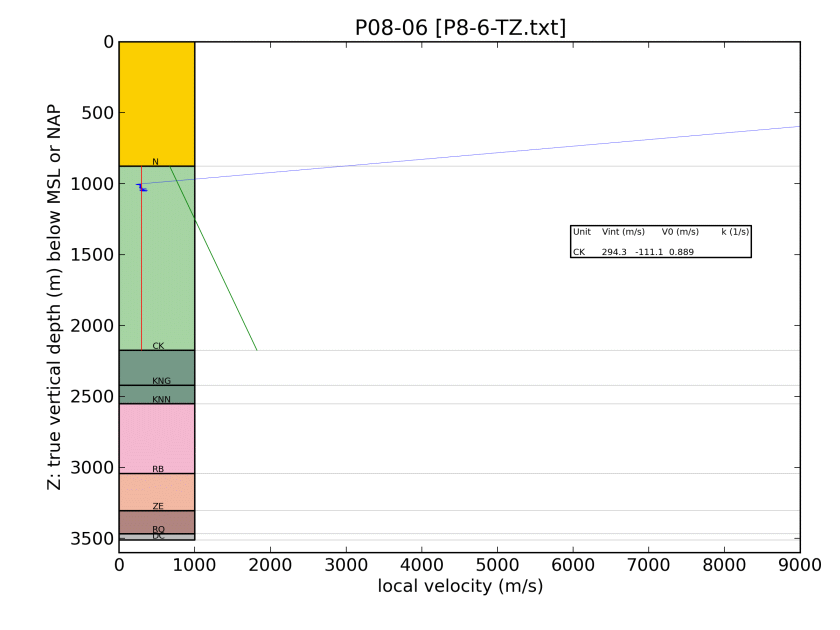 P08-06 [P8-6-TZ.txt]
0
500
1000
1500
2000
2500
3000
3500
Z: true vertical depth (m) below MSL or NAP
N
CK
KNG
KNN
RB
ZE
RO
DC
Unit Vint (m/s) V0 (m/s) k (1/s)
CK 294.3 -111.1 0.889
0 1000 2000 3000 4000 5000 6000 7000 8000 9000
local velocity (m/s)